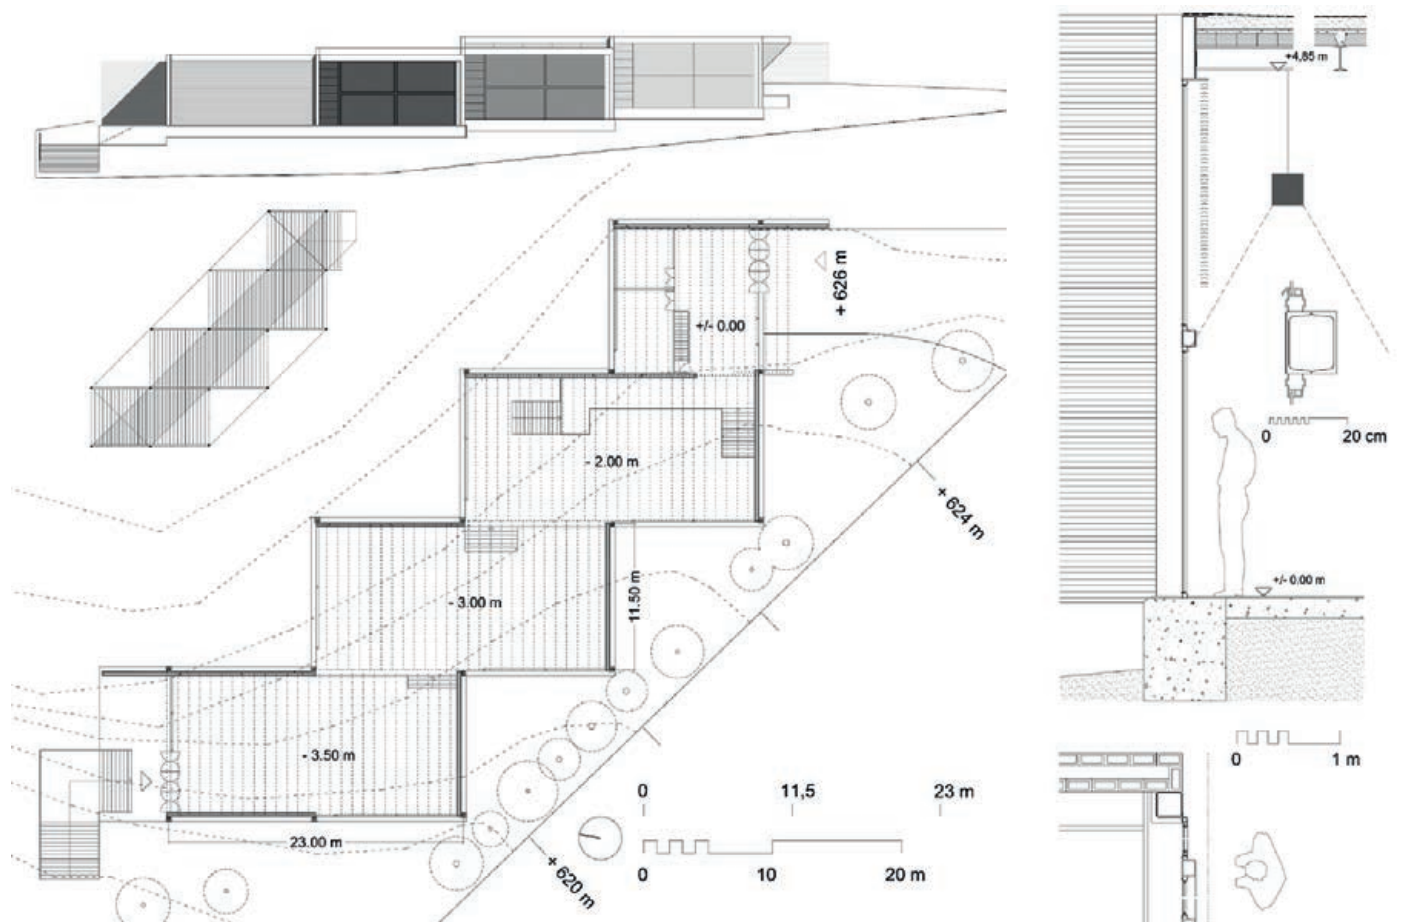 +4,85 m
+ 626 m
+/- 0.00
0 20 cm
- 2.00 m
+ 624 m
+/- 0.00 m
11.50 m
- 3.00 m
- 3.50 m
0 1 m
0 11,5 23 m
23.00 m
0 10 20 m
+ 620 m